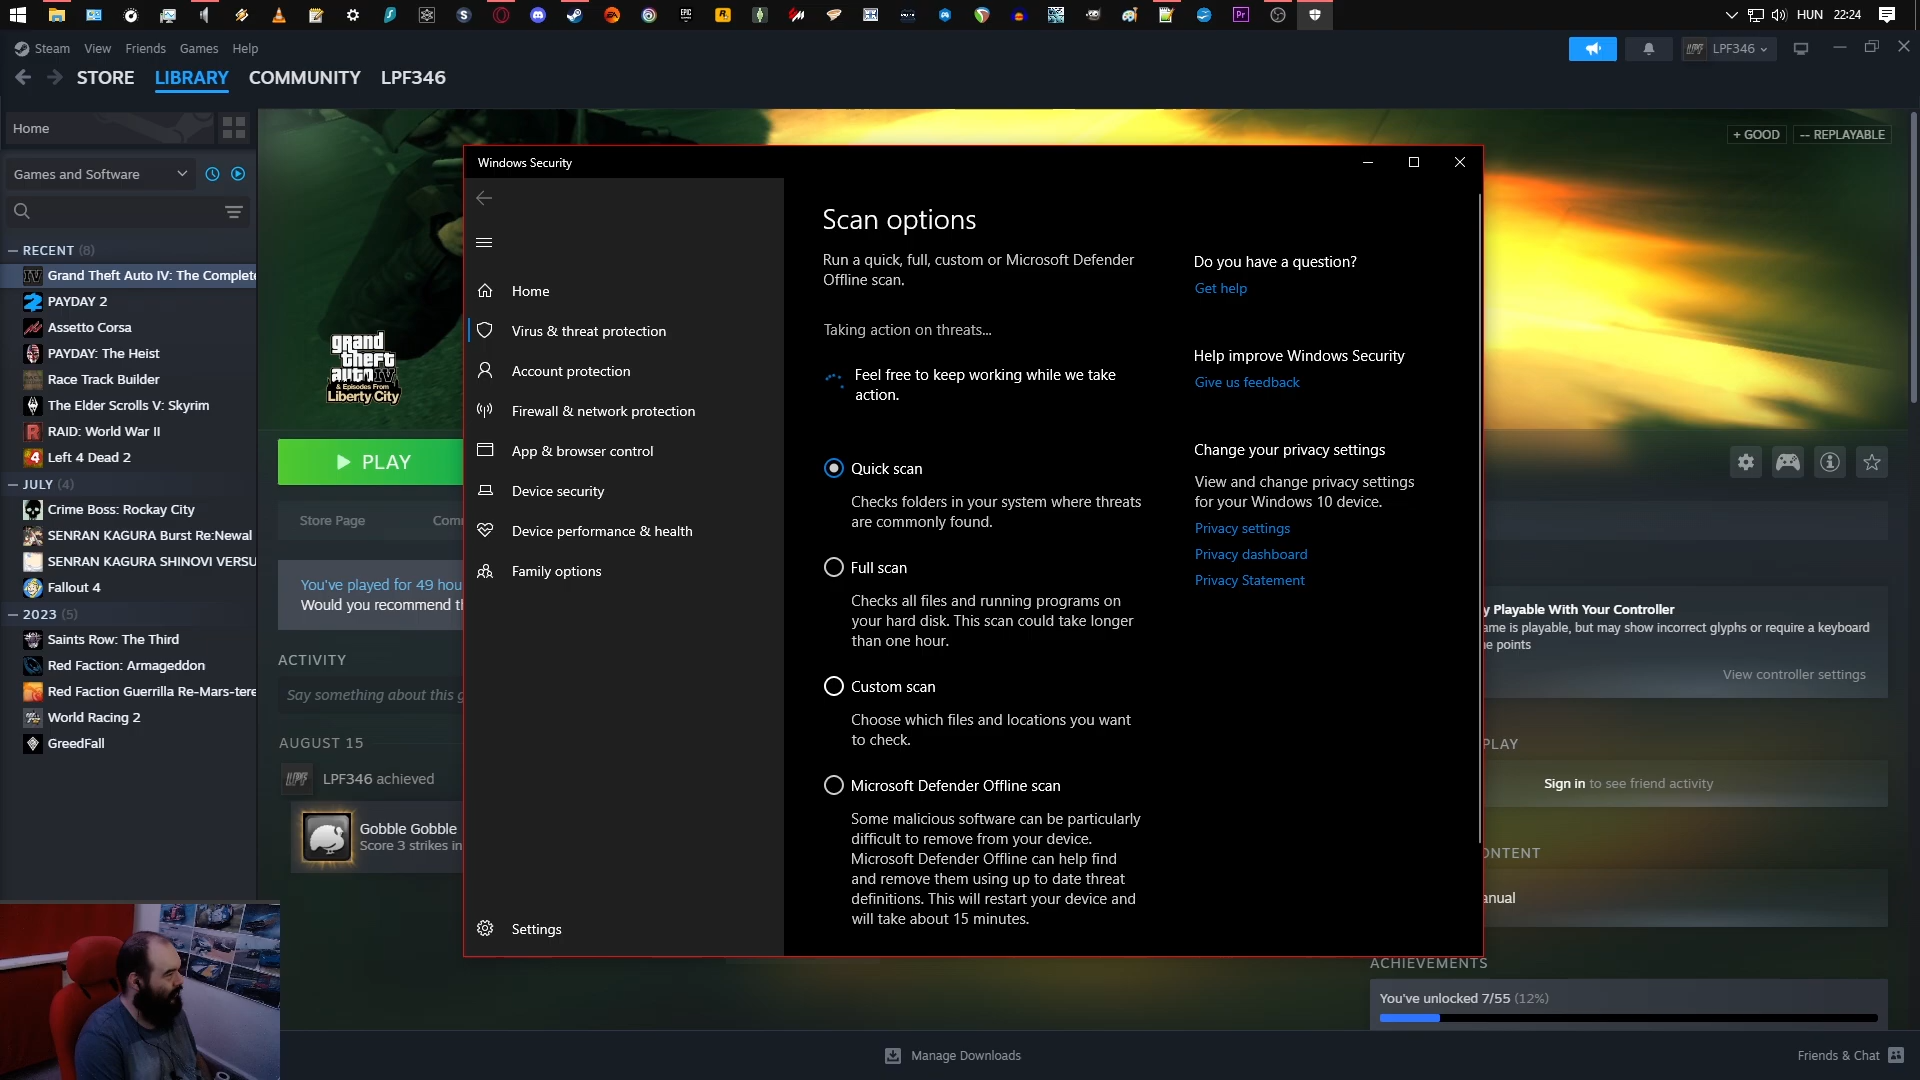 HUN 22:24
Steam View Friends Games Help
LPF346
STORE LIBRARY COMMUNITY LPF346
Home
+ GOOD
-- REPLAYABLE
Games and Software
RECENT (8)
Grand Theft Auto IV: The Complete
PAYDAY 2
Assetto Corsa
PAYDAY: The Heist
Race Track Builder
The Elder Scrolls V: Skyrim
RAID: World War II
Left 4 Dead 2
JULY (4)
Crime Boss: Rockay City
SENRAN KAGURA Burst Re:Newal
SENRAN KAGURA SHINOVI VERSU
Fallout 4
2023 (5)
Saints Row: The Third
Red Faction: Armageddon
Red Faction Guerrilla Re-Mars-tere
World Racing 2
GreedFall
grand
theft
auto IV
& Episodes From
Liberty City
PLAY
Store Page
Com
You've played for 49 hou
Would you recommend th
ACTIVITY
Say something about this g
AUGUST 15
LPF346 achieved
Gobble Gobble
Score 3 strikes in
Windows Security
Home
Virus & threat protection
Account protection
Firewall & network protection
App & browser control
Device security
Device performance & health
Family options
Settings
Scan options
Run a quick, full, custom or Microsoft Defender
Offline scan.
Taking action on threats...
Feel free to keep working while we take
action.
Quick scan
Checks folders in your system where threats
are commonly found.
Full scan
Checks all files and running programs on
your hard disk. This scan could take longer
than one hour.
Custom scan
Choose which files and locations you want
to check.
Microsoft Defender Offline scan
Some malicious software can be particularly
difficult to remove from your device.
Microsoft Defender Offline can help find
and remove them using up to date threat
definitions. This will restart your device and
will take about 15 minutes.
Do you have a question?
Get help
Help improve Windows Security
Give us feedback
Change your privacy settings
View and change privacy settings
for your Windows 10 device.
Privacy settings
Privacy dashboard
Privacy Statement
y Playable With Your Controller
ame is playable, but may show incorrect glyphs or require a keyboard
e points
View controller settings
PLAY
Sign in to see friend activity
ONTENT
anual
ACHIEVEMENTS
You've unlocked 7/55 (12%)
Manage Downloads
Friends & Chat